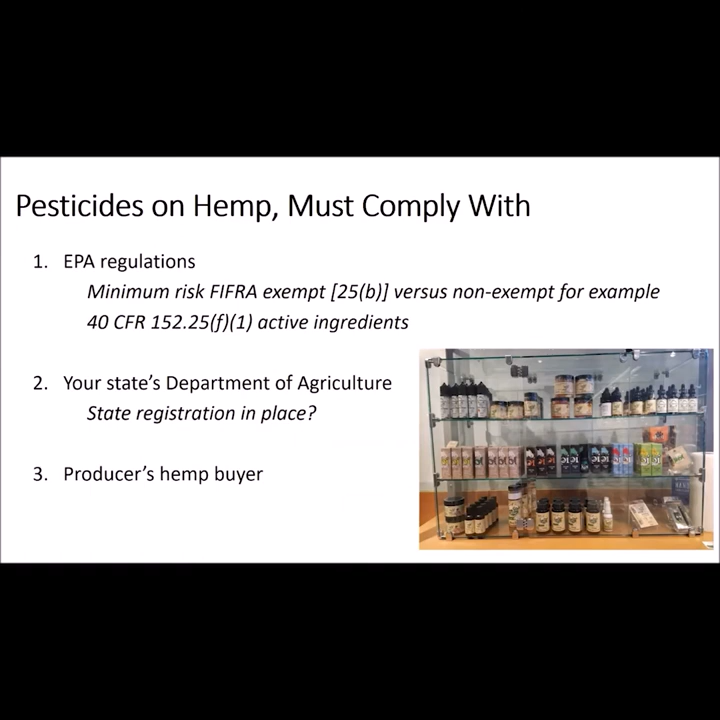 Pesticides on Hemp, Must Comply With
1. EPA regulations
Minimum risk FIFRA exempt [25(b)] versus non-exempt for example
40 CFR 152.25(f)(1) active ingredients
2. Your state's Department of Agriculture
State registration in place?
3. Producer's hemp buyer